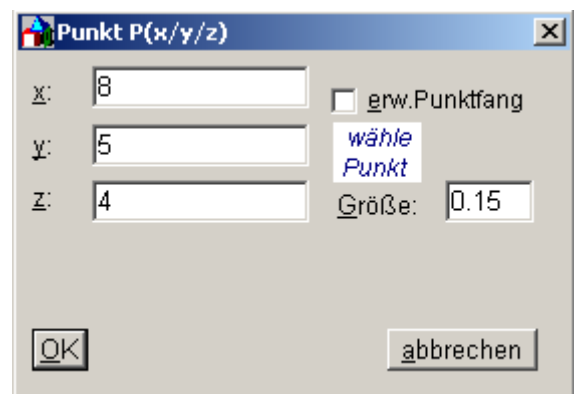 Punkt P(x/y/z)
x: 8
erw.Punktfang
y: 5
wähle
Punkt
z: 4
Größe: 0.15
OK
abbrechen